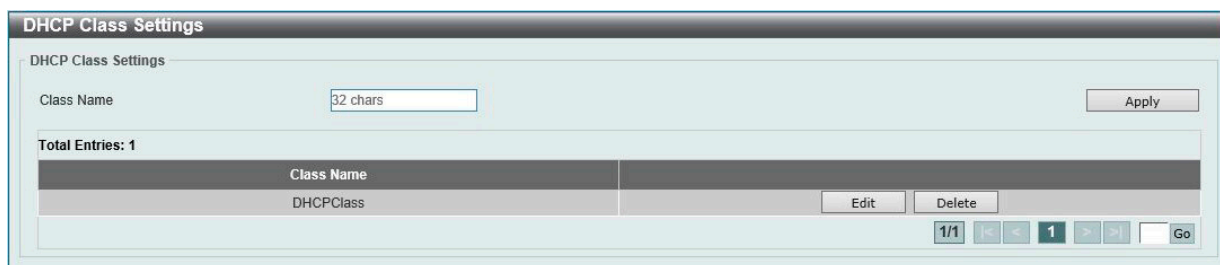 DHCP Class Settings
DHCP Class Settings
Class Name 32 chars Apply
Total Entries: 1
Class Name
DHCPClass Edit Delete
1/1 |< < 1 > >| Go